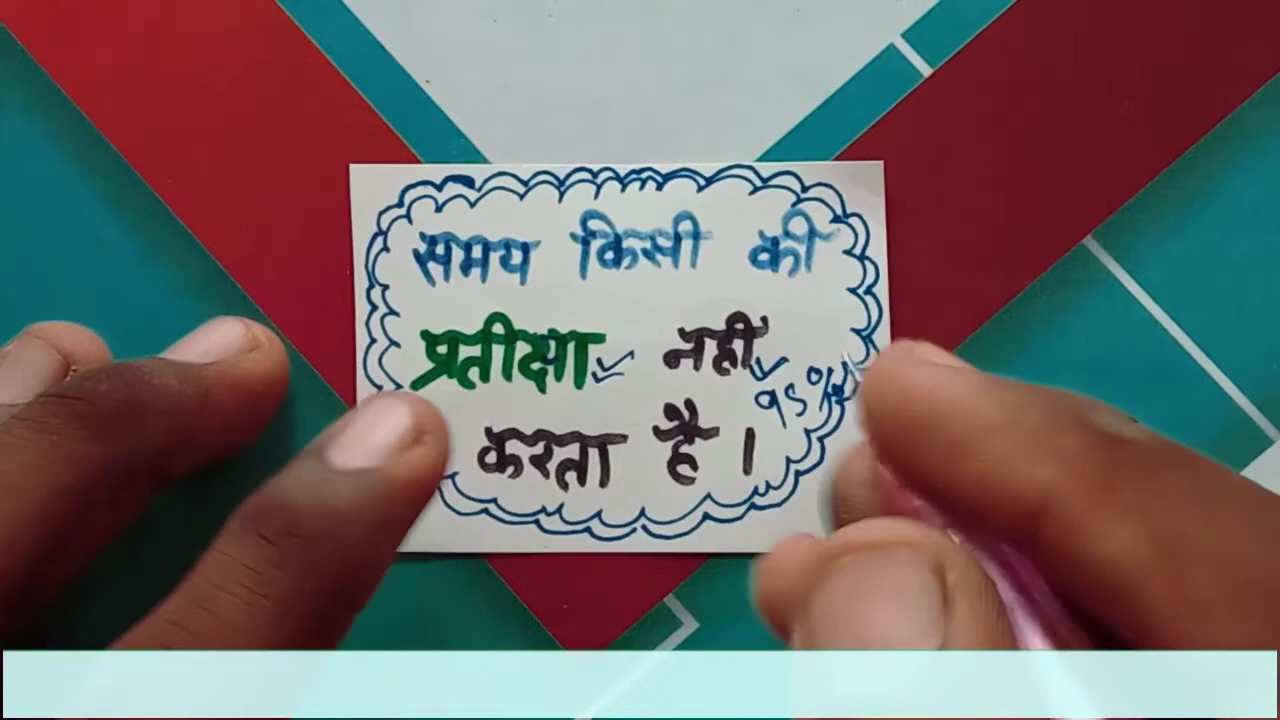 समय किसी की
प्रतीक्षा नहीं
95%
करता है।